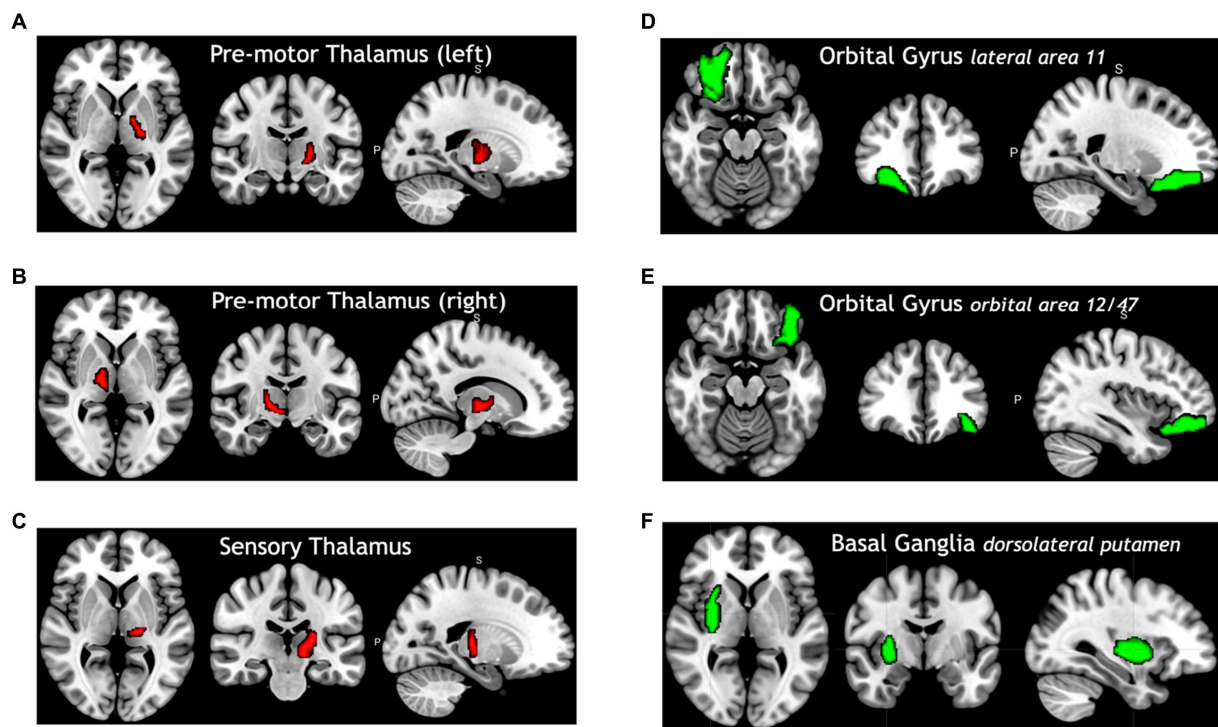 A
Pre-motor Thalamus (left)
S
P
B
Pre-motor Thalamus (right)
S
P
C
Sensory Thalamus
S
P
D
Orbital Gyrus lateral area 11
S
P
E
Orbital Gyrus orbital area 12/47
S
P
F
Basal Ganglia dorsolateral putamen